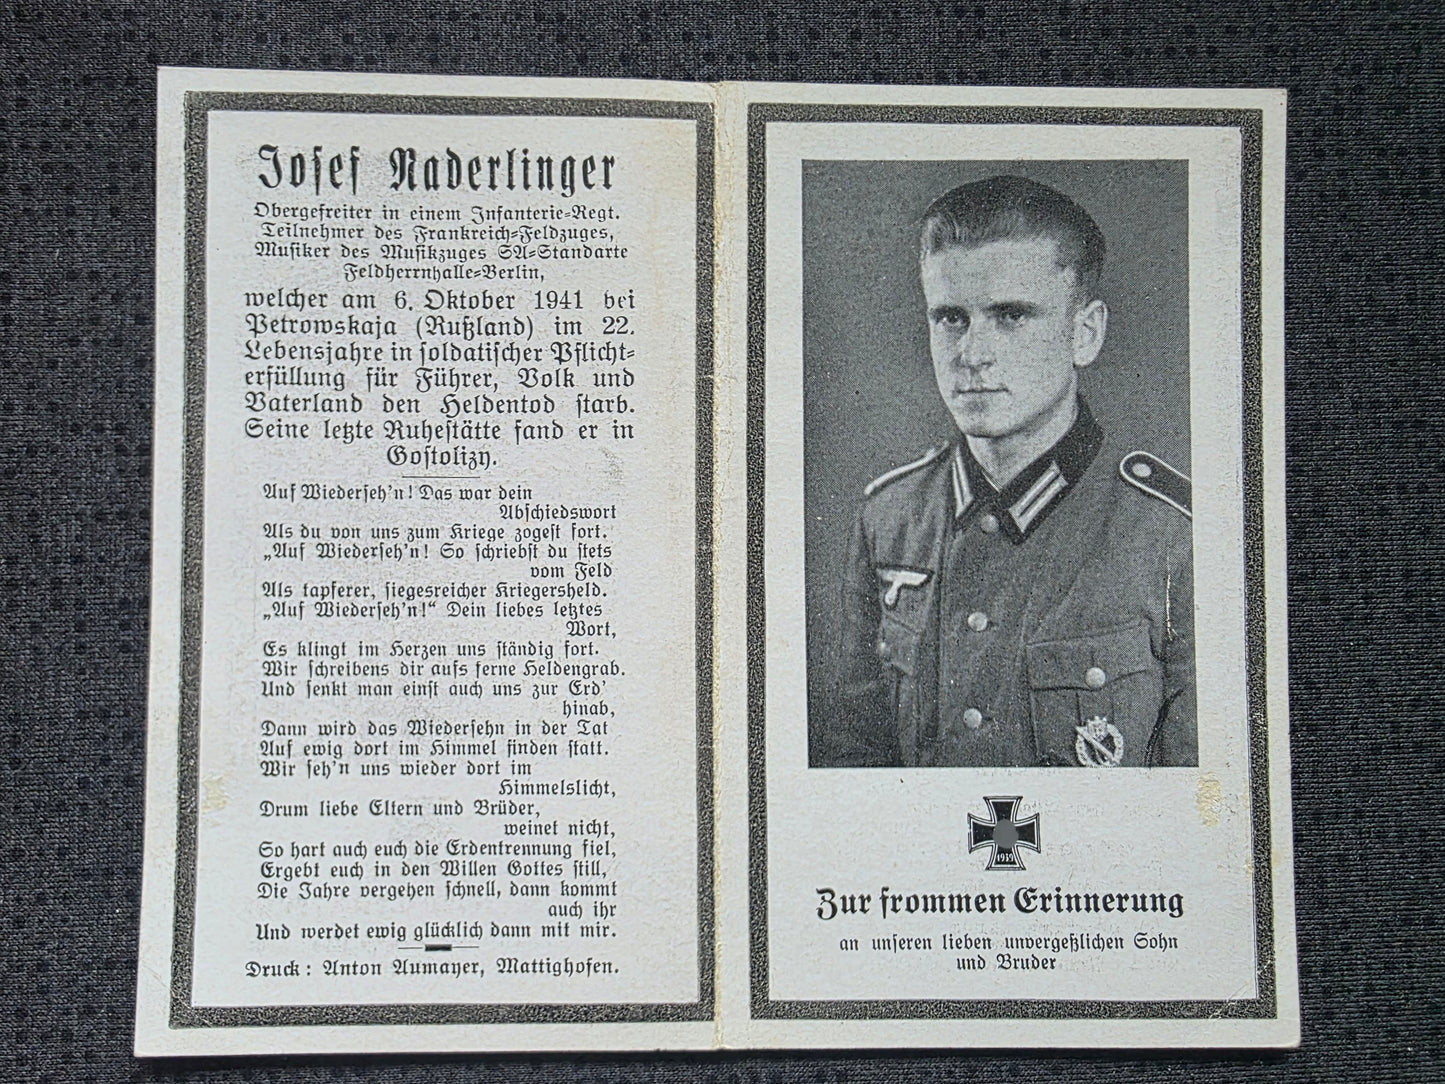 Josef Naderlinger
Obergefreiter in einem Infanterie-Regt.
Teilnehmer des Frankreich-Feldzuges,
Musiker des Musikzuges SA-Standarte
Feldherrnhalle-Berlin,
welcher am 6. Oktober 1941 bei
Petrowskaja (Rußland) im 22.
Lebensjahre in soldatischer Pflicht-
erfüllung für Führer, Volk und
Vaterland den Heldentod starb.
Seine letzte Ruhestätte fand er in
Gostolizy.
Auf Wiederseh'n! Das war dein
Abschiedswort
Als du von uns zum Kriege zogest fort.
„Auf Wiederseh'n! So schriebst du stets
vom Feld
Als tapferer, siegesreicher Kriegersheld.
„Auf Wiederseh'n!“ Dein liebes letztes
Wort,
Es klingt im Herzen uns ständig fort.
Wir schreibens dir aufs ferne Heldengrab.
Und senkt man einst auch uns zur Erd'
hinab,
Dann wird das Wiedersehn in der Tat
Auf ewig dort im Himmel finden statt.
Wir seh'n uns wieder dort im
Himmelslicht,
Drum liebe Eltern und Brüder,
weinet nicht,
So hart auch euch die Erdentrennung fiel,
Ergebt euch in den Willen Gottes still,
Die Jahre vergehen schnell, dann kommt
auch ihr
Und werdet ewig glücklich dann mit mir.
Druck: Anton Aumayer, Mattighofen.
1939
Zur frommen Erinnerung
an unseren lieben unvergeßlichen Sohn
und Bruder